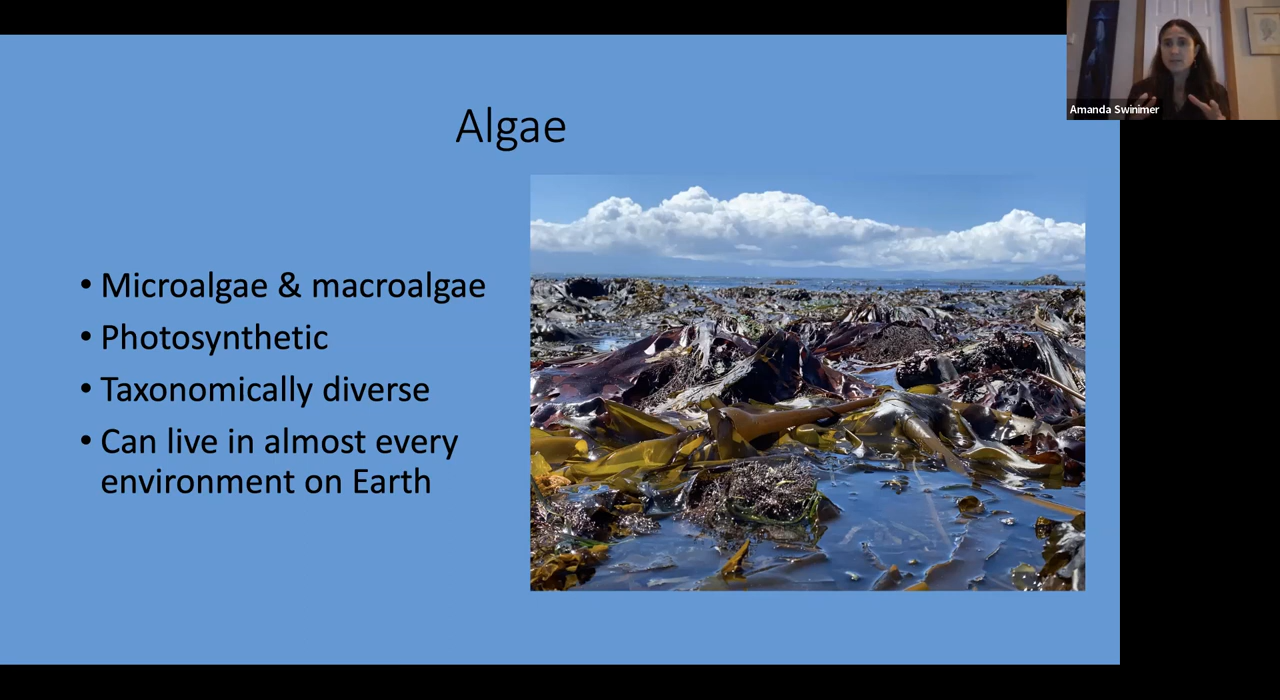 Amanda Swinimer
Algae
• Microalgae & macroalgae
• Photosynthetic
• Taxonomically diverse
• Can live in almost every
environment on Earth